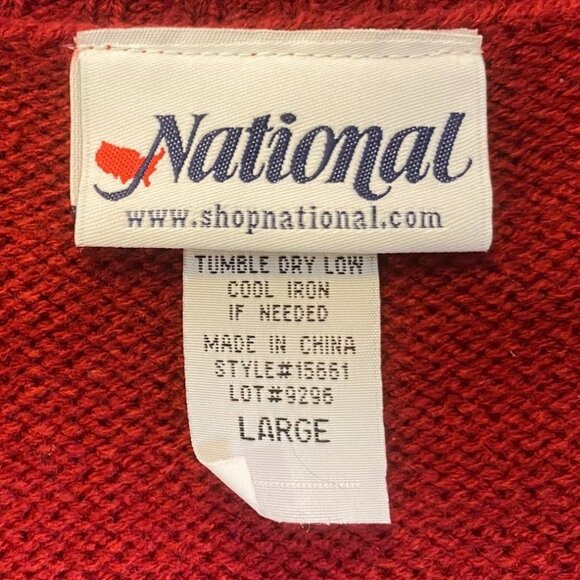 National
www.shopnational.com
TUMBLE DRY LOW
COOL IRON
IF NEEDED
MADE IN CHINA
STYLE#15661
LOT#9296
LARGE